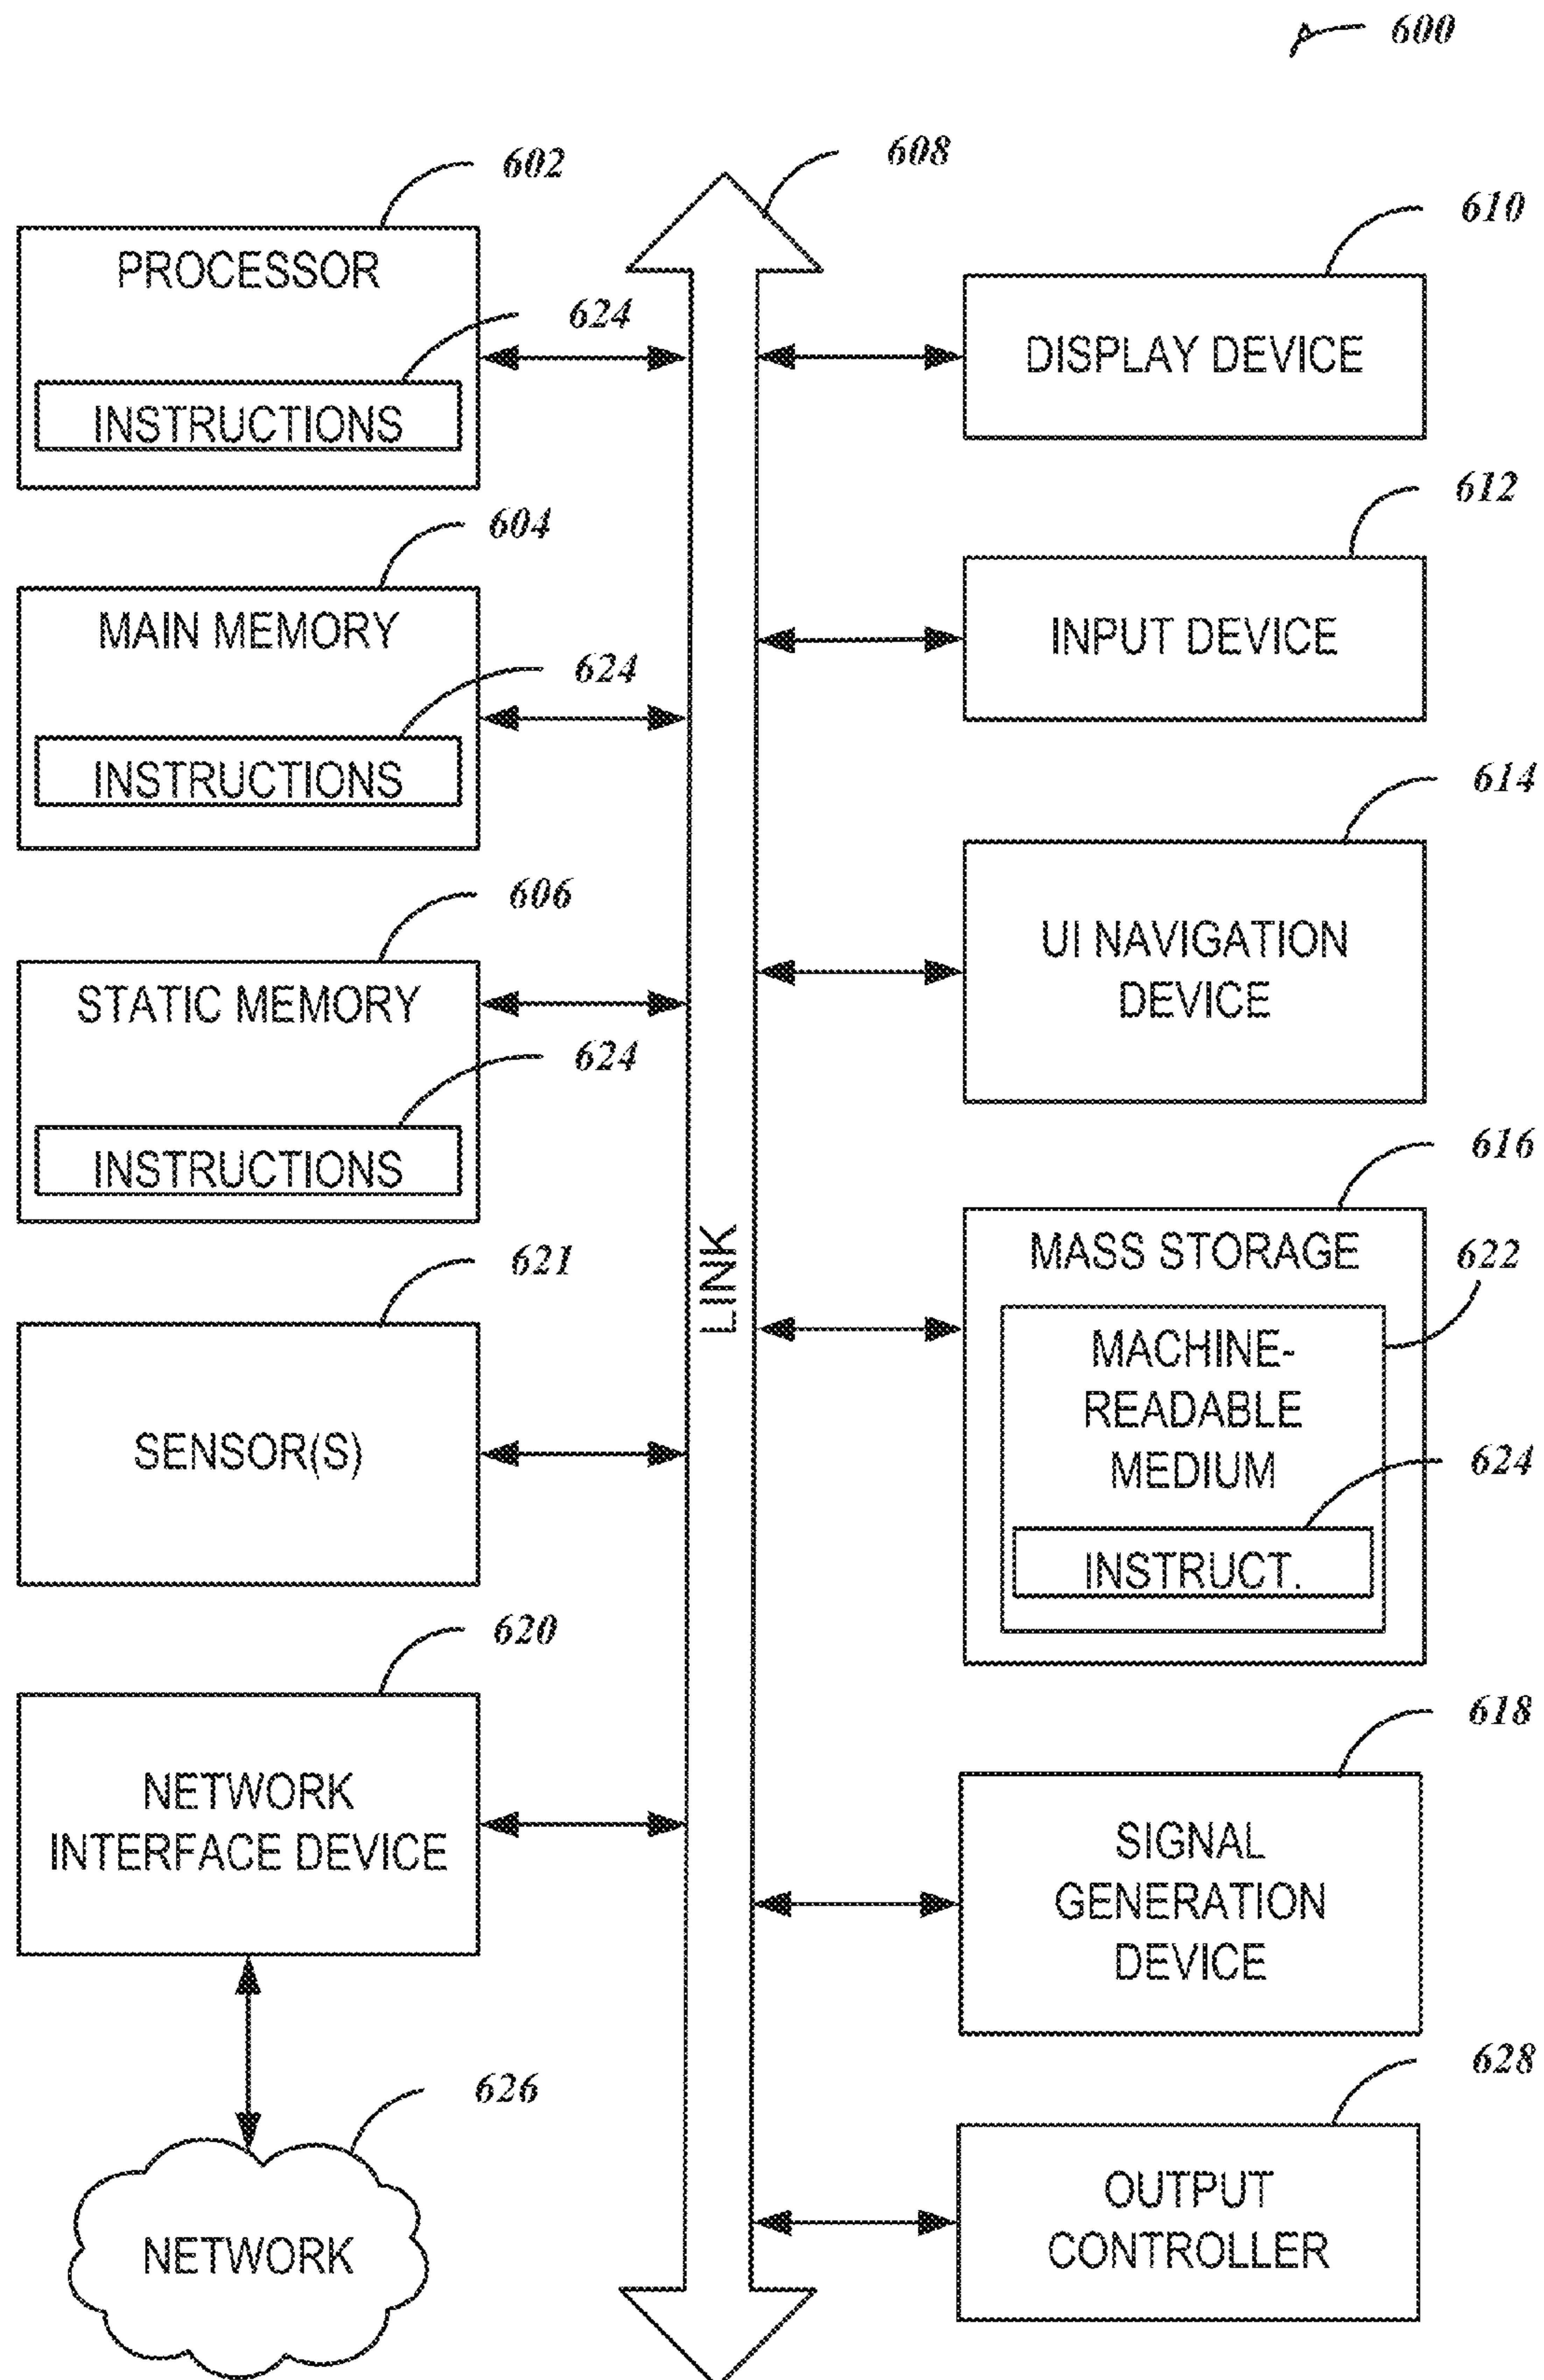 600
608
602
PROCESSOR
624
INSTRUCTIONS
604
MAIN MEMORY
624
INSTRUCTIONS
606
STATIC MEMORY
624
INSTRUCTIONS
621
SENSOR(S)
620
NETWORK
INTERFACE DEVICE
626
NETWORK
LINK
610
DISPLAY DEVICE
612
INPUT DEVICE
614
UI NAVIGATION
DEVICE
616
MASS STORAGE
622
MACHINE-
READABLE
MEDIUM
624
INSTRUCT.
618
SIGNAL
GENERATION
DEVICE
628
OUTPUT
CONTROLLER